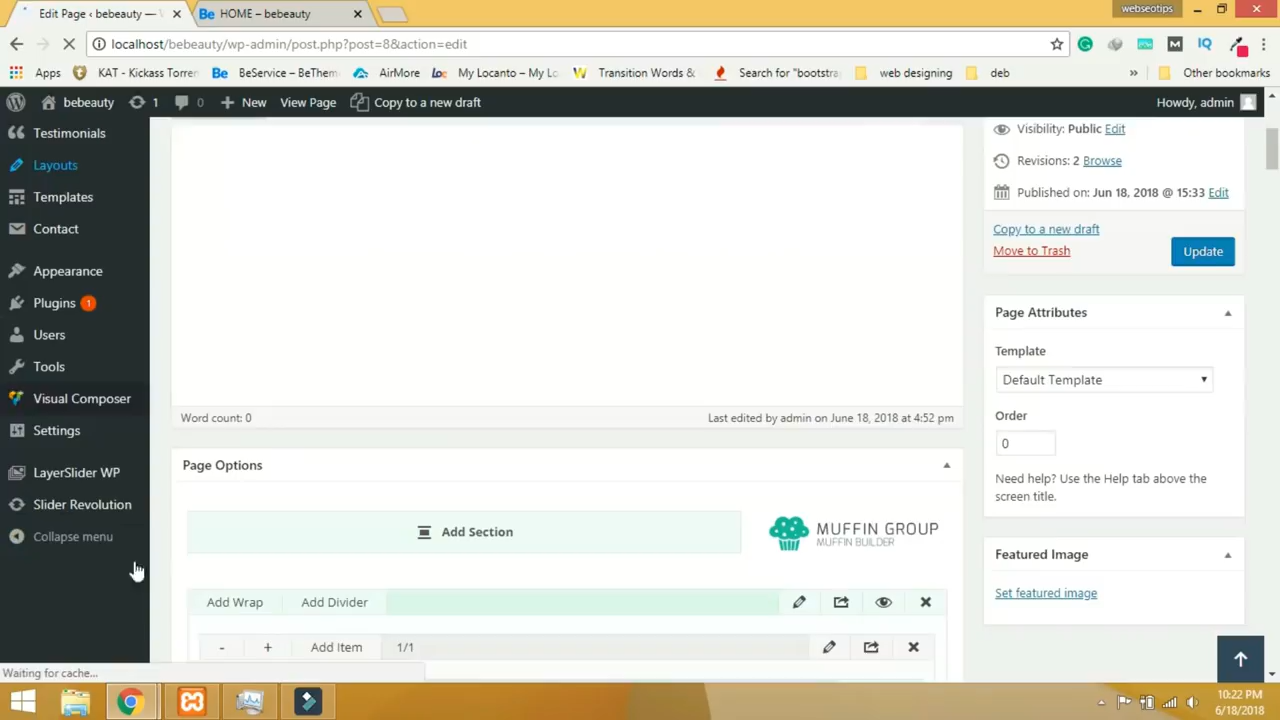 Edit Page ‹ bebeauty —
HOME – bebeauty
webseotips
localhost/bebeauty/wp-admin/post.php?post=8&action=edit
Apps
KAT - Kickass Torren
BeService – BeThem
AirMore
My Locanto – My Lo
Transition Words &
Search for "bootstra
web designing
deb
»
Other bookmarks
bebeauty
1
0
New
View Page
Copy to a new draft
Howdy, admin
Testimonials
Layouts
Templates
Contact
Appearance
Plugins 1
Users
Tools
Visual Composer
Settings
LayerSlider WP
Slider Revolution
Collapse menu
Word count: 0
Last edited by admin on June 18, 2018 at 4:52 pm
Page Options
Add Section
MUFFIN GROUP
MUFFIN BUILDER
Add Wrap
Add Divider
-
+
Add Item
1/1
Visibility: Public Edit
Revisions: 2 Browse
Published on: Jun 18, 2018 @ 15:33 Edit
Copy to a new draft
Move to Trash
Update
Page Attributes
Template
Default Template
Order
0
Need help? Use the Help tab above the
screen title.
Featured Image
Set featured image
Waiting for cache...
10:22 PM
6/18/2018